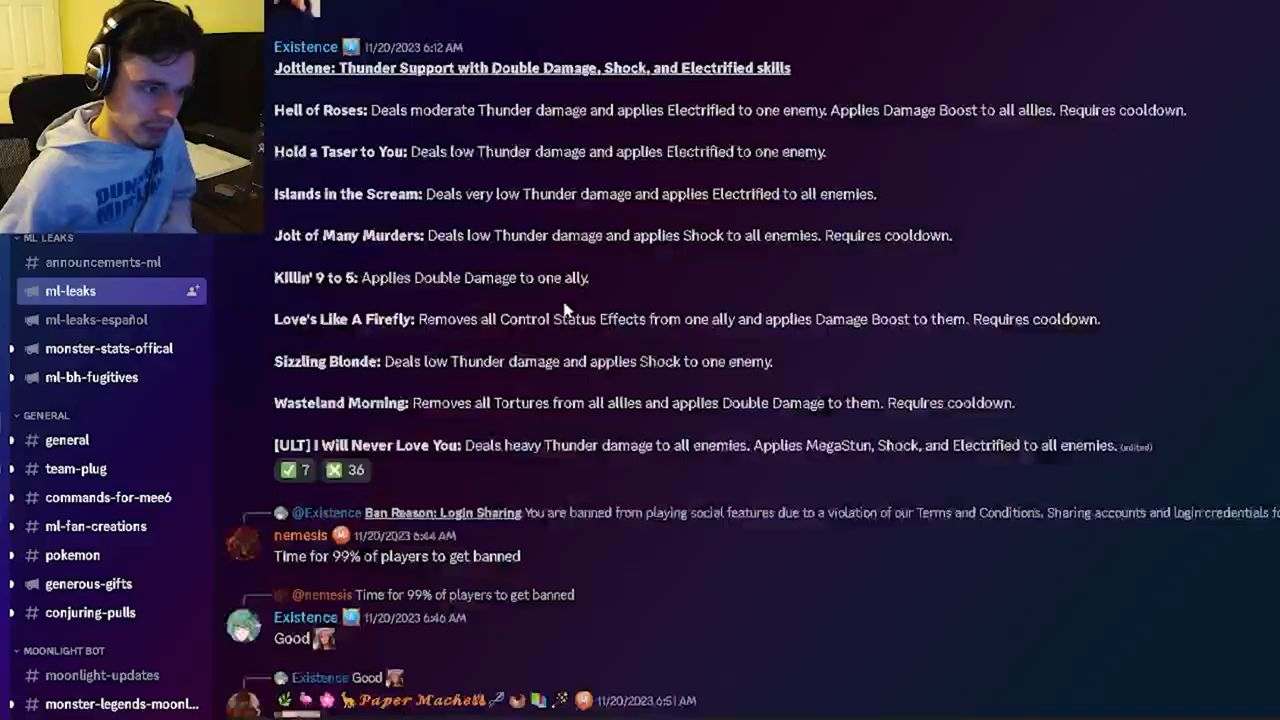 Existence 11/20/2023 6:12 AM
Joltlene: Thunder Support with Double Damage, Shock, and Electrified skills
Hell of Roses: Deals moderate Thunder damage and applies Electrified to one enemy. Applies Damage Boost to all allies. Requires cooldown.
Hold a Taser to You: Deals low Thunder damage and applies Electrified to one enemy.
Islands in the Scream: Deals very low Thunder damage and applies Electrified to all enemies.
Jolt of Many Murders: Deals low Thunder damage and applies Shock to all enemies. Requires cooldown.
Killin' 9 to 5: Applies Double Damage to one ally.
Love's Like A Firefly: Removes all Control Status Effects from one ally and applies Damage Boost to them. Requires cooldown.
Sizzling Blonde: Deals low Thunder damage and applies Shock to one enemy.
Wasteland Morning: Removes all Tortures from all allies and applies Double Damage to them. Requires cooldown.
[ULT] I Will Never Love You: Deals heavy Thunder damage to all enemies. Applies MegaStun, Shock, and Electrified to all enemies. (edited)
7 36
@Existence Ban Reason: Login Sharing You are banned from playing social features due to a violation of our Terms and Conditions. Sharing accounts and login credentials fo
nemesis 11/20/2023 6:44 AM
Time for 99% of players to get banned
@nemesis Time for 99% of players to get banned
Existence 11/20/2023 6:46 AM
Good
Existence Good
Paper Machell 11/20/2023 6:51 AM
ML LEAKS
# announcements-ml
ml-leaks
ml-leaks-español
monster-stats-offical
ml-bh-fugitives
GENERAL
# general
# team-plug
# commands-for-mee6
# ml-fan-creations
# pokemon
generous-gifts
# conjuring-pulls
MOONLIGHT BOT
# moonlight-updates
# monster-legends-moonl...